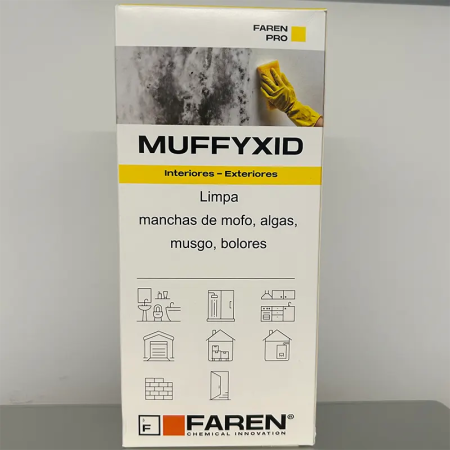 FAREN
PRO
MUFFYXID
Interiores - Exteriores
Limpa
manchas de mofo, algas,
musgo, bolores
F
FAREN®
CHEMICAL INNOVATION